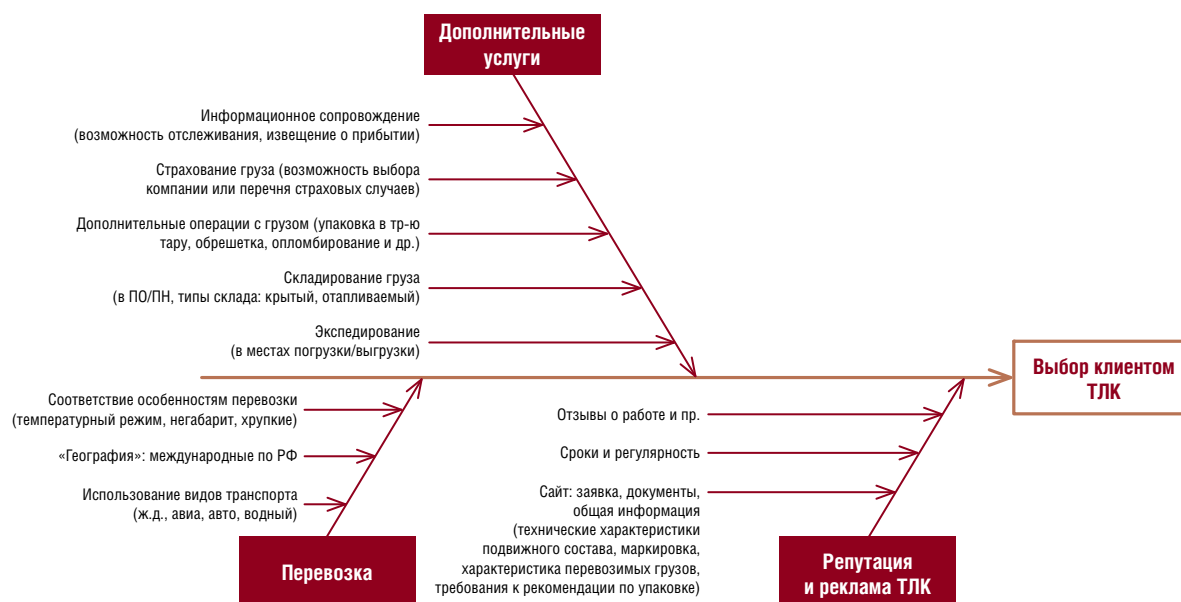 Дополнительные
услуги
Информационное сопровождение
(возможность отслеживания, извещение о прибытии)
Страхование груза (возможность выбора
компании или перечня страховых случаев)
Дополнительные операции с грузом (упаковка в тр-ю
тару, обрешетка, опломбирование и др.)
Складирование груза
(в ПО/ПН, типы склада: крытый, отапливаемый)
Экспедирование
(в местах погрузки/выгрузки)
Выбор клиентом
ТЛК
Соответствие особенностям перевозки
(температурный режим, негабарит, хрупкие)
«География»: международные по РФ
Использование видов транспорта
(ж.д., авиа, авто, водный)
Перевозка
Отзывы о работе и пр.
Сроки и регулярность
Сайт: заявка, документы,
общая информация
(технические характеристики
подвижного состава, маркировка,
характеристика перевозимых грузов,
требования к рекомендации по упаковке)
Репутация
и реклама ТЛК